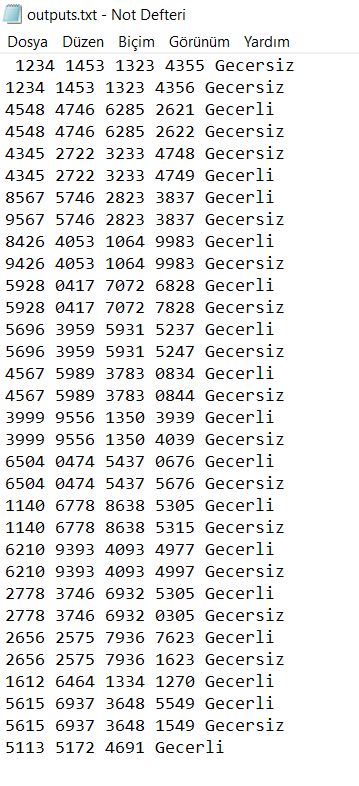 outputs.txt - Not Defteri
Dosya Düzen Biçim Görünüm Yardım
1234 1453 1323 4355 Gecersiz
1234 1453 1323 4356 Gecersiz
4548 4746 6285 2621 Gecerli
4548 4746 6285 2622 Gecersiz
4345 2722 3233 4748 Gecersiz
4345 2722 3233 4749 Gecerli
8567 5746 2823 3837 Gecerli
9567 5746 2823 3837 Gecersiz
8426 4053 1064 9983 Gecerli
9426 4053 1064 9983 Gecersiz
5928 0417 7072 6828 Gecerli
5928 0417 7072 7828 Gecersiz
5696 3959 5931 5237 Gecerli
5696 3959 5931 5247 Gecersiz
4567 5989 3783 0834 Gecerli
4567 5989 3783 0844 Gecersiz
3999 9556 1350 3939 Gecerli
3999 9556 1350 4039 Gecersiz
6504 0474 5437 0676 Gecerli
6504 0474 5437 5676 Gecersiz
1140 6778 8638 5305 Gecerli
1140 6778 8638 5315 Gecersiz
6210 9393 4093 4977 Gecerli
6210 9393 4093 4997 Gecersiz
2778 3746 6932 5305 Gecerli
2778 3746 6932 0305 Gecersiz
2656 2575 7936 7623 Gecerli
2656 2575 7936 1623 Gecersiz
1612 6464 1334 1270 Gecerli
5615 6937 3648 5549 Gecerli
5615 6937 3648 1549 Gecersiz
5113 5172 4691 Gecerli